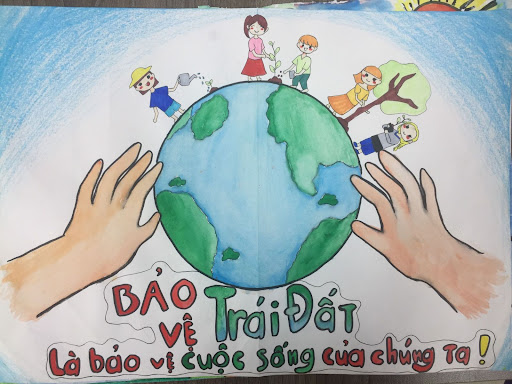 BẢO Trái Đất
VỆ
Là bảo vệ cuộc sống của chúng ta !